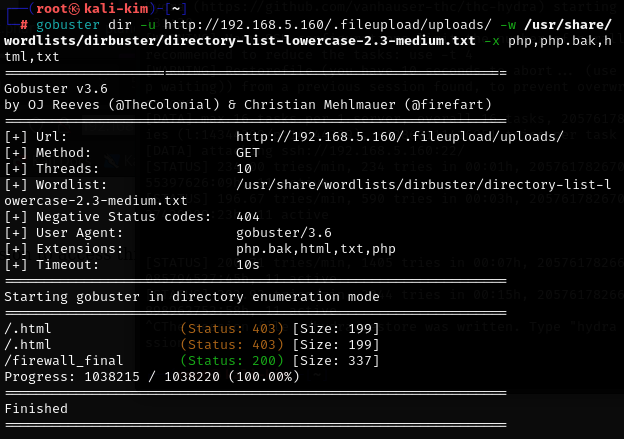 (root㉿kali-kim)-[~]
# gobuster dir -u http://192.168.5.160/.fileupload/uploads/ -w /usr/share/
wordlists/dirbuster/directory-list-lowercase-2.3-medium.txt -x php,php.bak,h
tml,txt
===============================================================
Gobuster v3.6
by OJ Reeves (@TheColonial) & Christian Mehlmauer (@firefart)
===============================================================
[+] Url:                     http://192.168.5.160/.fileupload/uploads/
[+] Method:                  GET
[+] Threads:                 10
[+] Wordlist:                /usr/share/wordlists/dirbuster/directory-list-l
owercase-2.3-medium.txt
[+] Negative Status codes:   404
[+] User Agent:              gobuster/3.6
[+] Extensions:              php.bak,html,txt,php
[+] Timeout:                 10s
===============================================================
Starting gobuster in directory enumeration mode
===============================================================
/.html                (Status: 403) [Size: 199]
/.html                (Status: 403) [Size: 199]
/firewall_final       (Status: 200) [Size: 337]
Progress: 1038215 / 1038220 (100.00%)
===============================================================
Finished
===============================================================